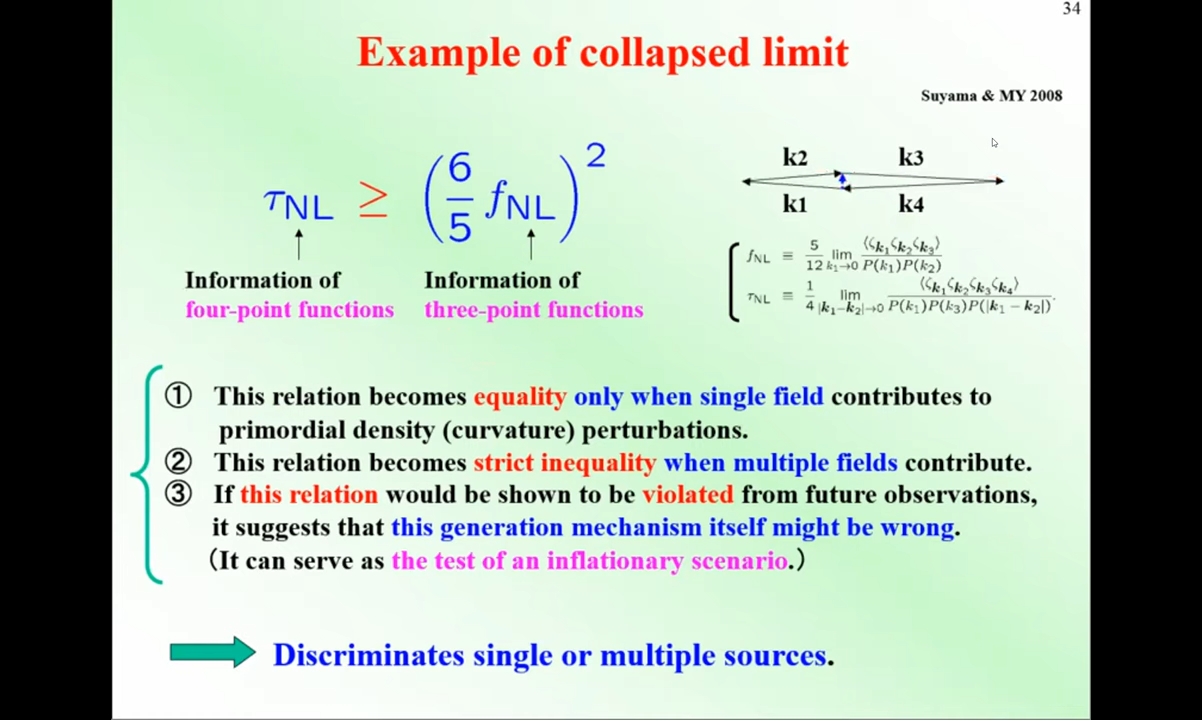 34
Example of collapsed limit
Suyama & MY 2008
τNL ≥ (6/5 fNL)^2
k2 k3
k1 k4
Information of four-point functions
Information of three-point functions
fNL ≡ 5/12 lim k1→0 ⟨ζk1ζk2ζk3⟩ / P(k1)P(k2)
τNL ≡ 1/4 lim |k1−k2|→0 ⟨ζk1ζk2ζk3ζk4⟩ / P(k1)P(k3)P(|k1 − k2|).
① This relation becomes equality only when single field contributes to
primordial density (curvature) perturbations.
② This relation becomes strict inequality when multiple fields contribute.
③ If this relation would be shown to be violated from future observations,
it suggests that this generation mechanism itself might be wrong.
(It can serve as the test of an inflationary scenario.)
Discriminates single or multiple sources.